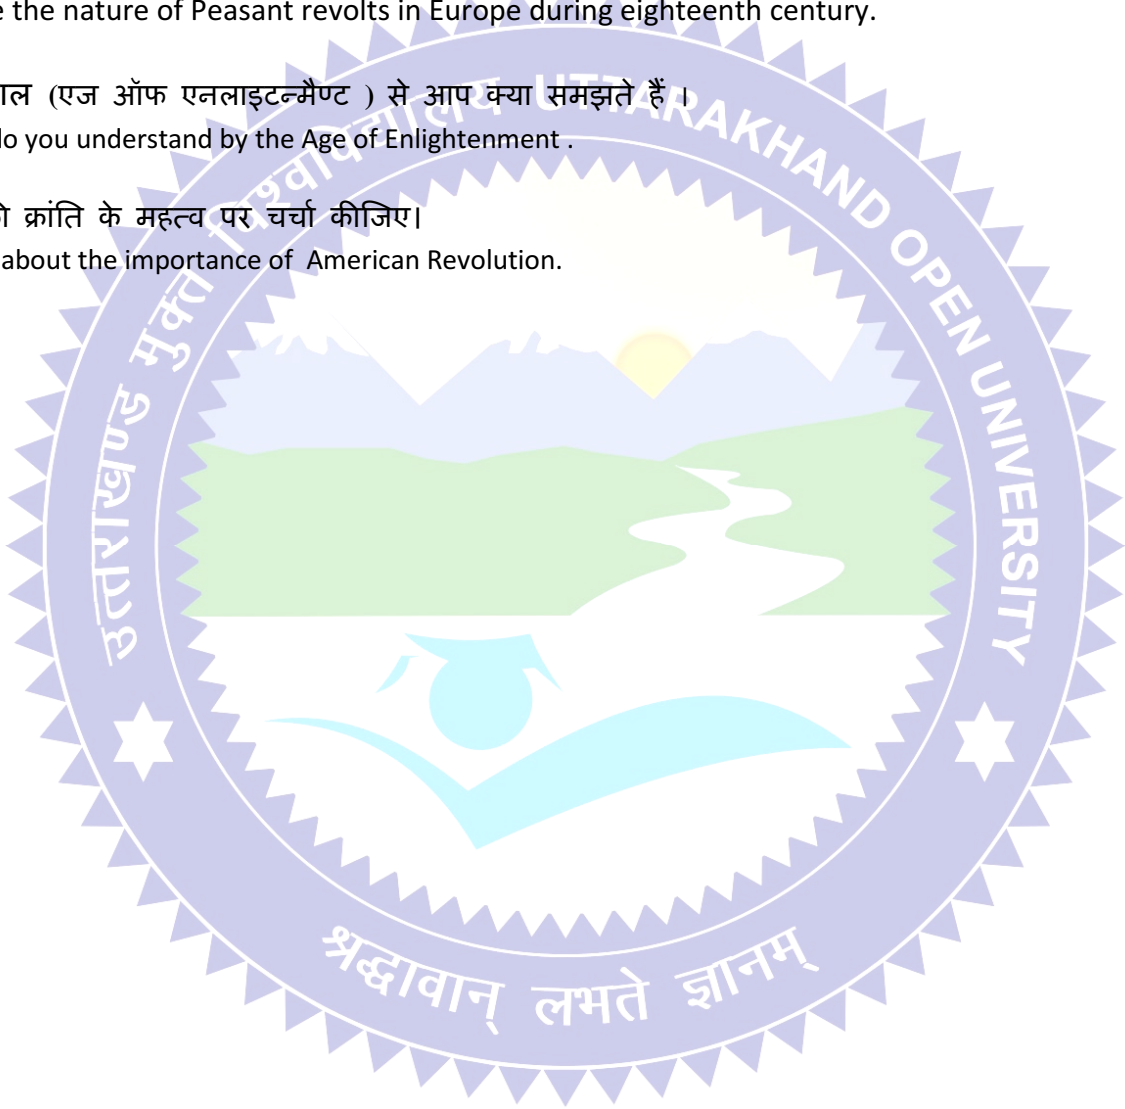 e the nature of Peasant revolts in Europe during eighteenth century.
ाल (एज ऑफ एनलाइटन्मैण्ट ) से आप क्या समझते हैं ।
do you understand by the Age of Enlightenment .
ी क्रांति के महत्व पर चर्चा कीजिए।
about the importance of American Revolution.
उत्तराखण्ड मुक्त विश्वविद्यालय UTTARAKHAND OPEN UNIVERSITY
श्रद्धावान् लभते ज्ञानम्